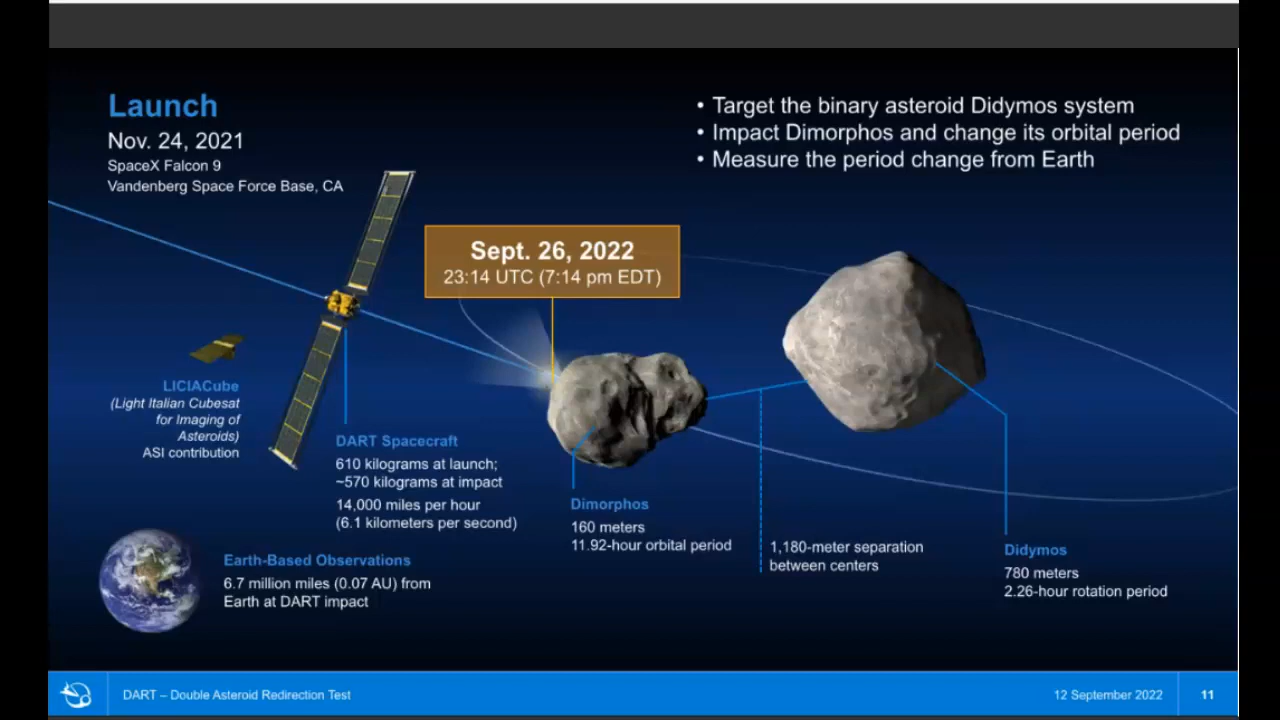 Launch
Nov. 24, 2021
SpaceX Falcon 9
Vandenberg Space Force Base, CA
• Target the binary asteroid Didymos system
• Impact Dimorphos and change its orbital period
• Measure the period change from Earth
Sept. 26, 2022
23:14 UTC (7:14 pm EDT)
LICIACube
(Light Italian Cubesat
for Imaging of
Asteroids)
ASI contribution
DART Spacecraft
610 kilograms at launch;
~570 kilograms at impact
14,000 miles per hour
(6.1 kilometers per second)
Dimorphos
160 meters
11.92-hour orbital period
1,180-meter separation
between centers
Didymos
780 meters
2.26-hour rotation period
Earth-Based Observations
6.7 million miles (0.07 AU) from
Earth at DART impact
DART – Double Asteroid Redirection Test
12 September 2022
11